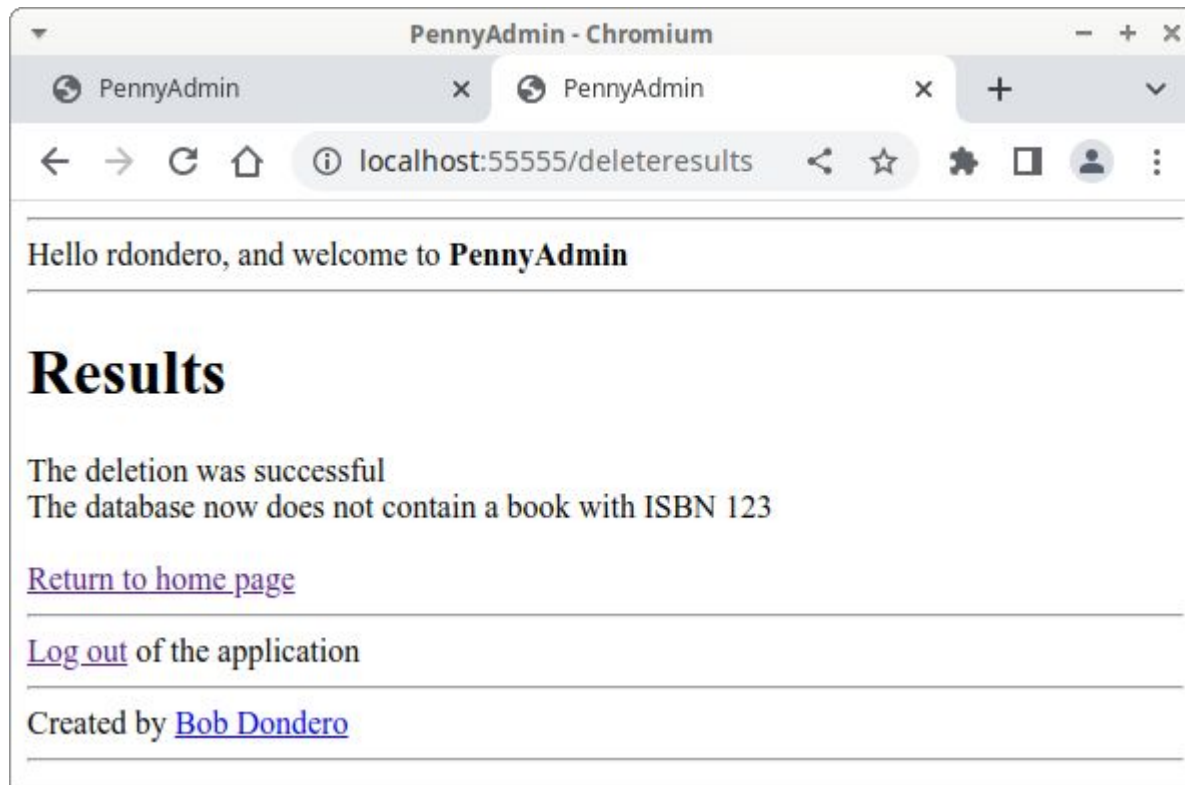 PennyAdmin - Chromium
PennyAdmin
PennyAdmin
localhost:55555/deleteresults
Hello rdondero, and welcome to PennyAdmin
Results
The deletion was successful
The database now does not contain a book with ISBN 123
Return to home page
Log out of the application
Created by Bob Dondero